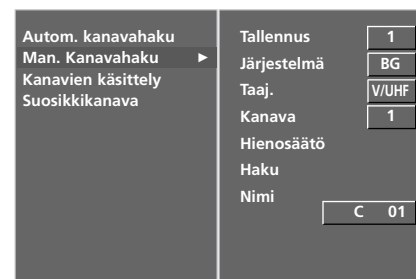 Autom. kanavahaku
Man. Kanavahaku ►
Kanavien käsittely
Suosikkikanava
Tallennus 1
Järjestelmä BG
Taaj. V/UHF
Kanava 1
Hienosäätö
Haku
Nimi
C 01